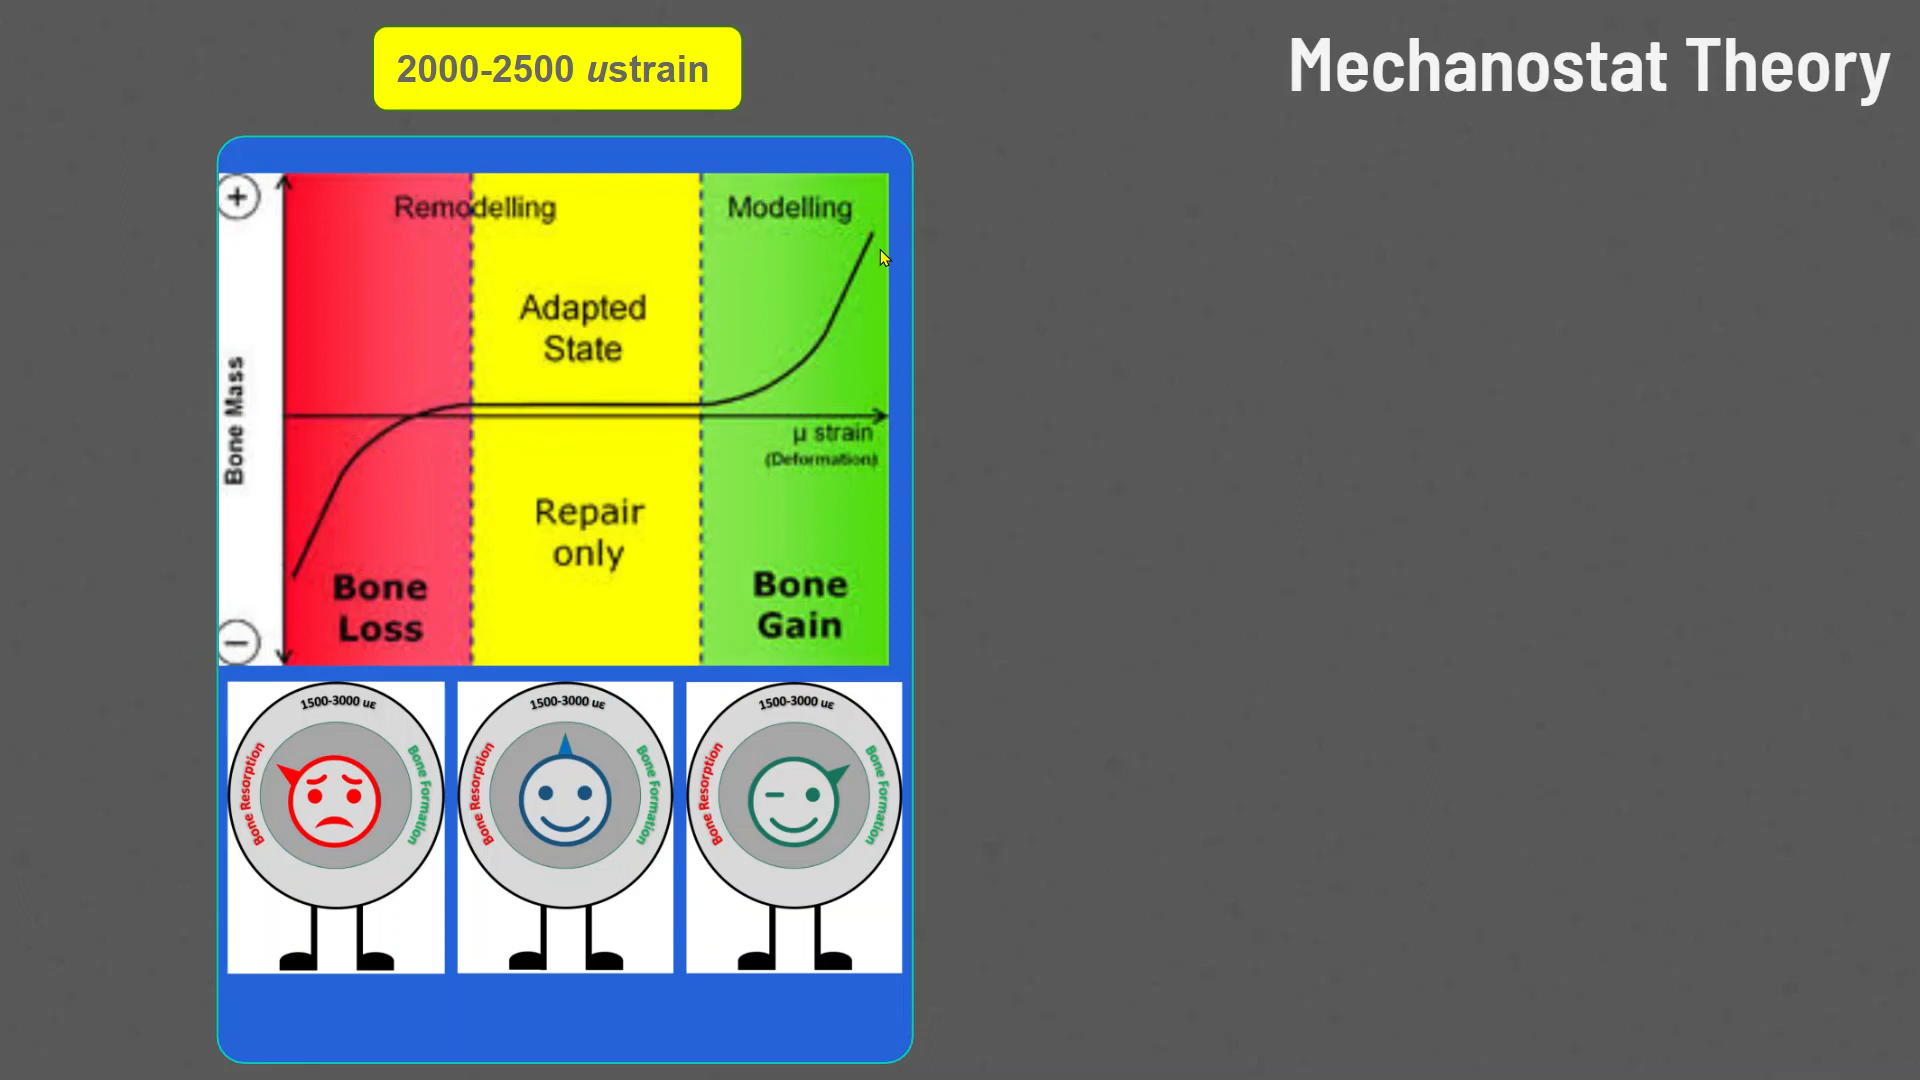 2000-2500 ustrain
Mechanostat Theory
+
Remodelling
Modelling
Adapted
State
Bone Mass
µ strain
(Deformation)
Repair
only
Bone
Loss
Bone
Gain
−
1500-3000 uε
Bone Resorption
Bone Formation
1500-3000 uε
Bone Resorption
Bone Formation
1500-3000 uε
Bone Resorption
Bone Formation